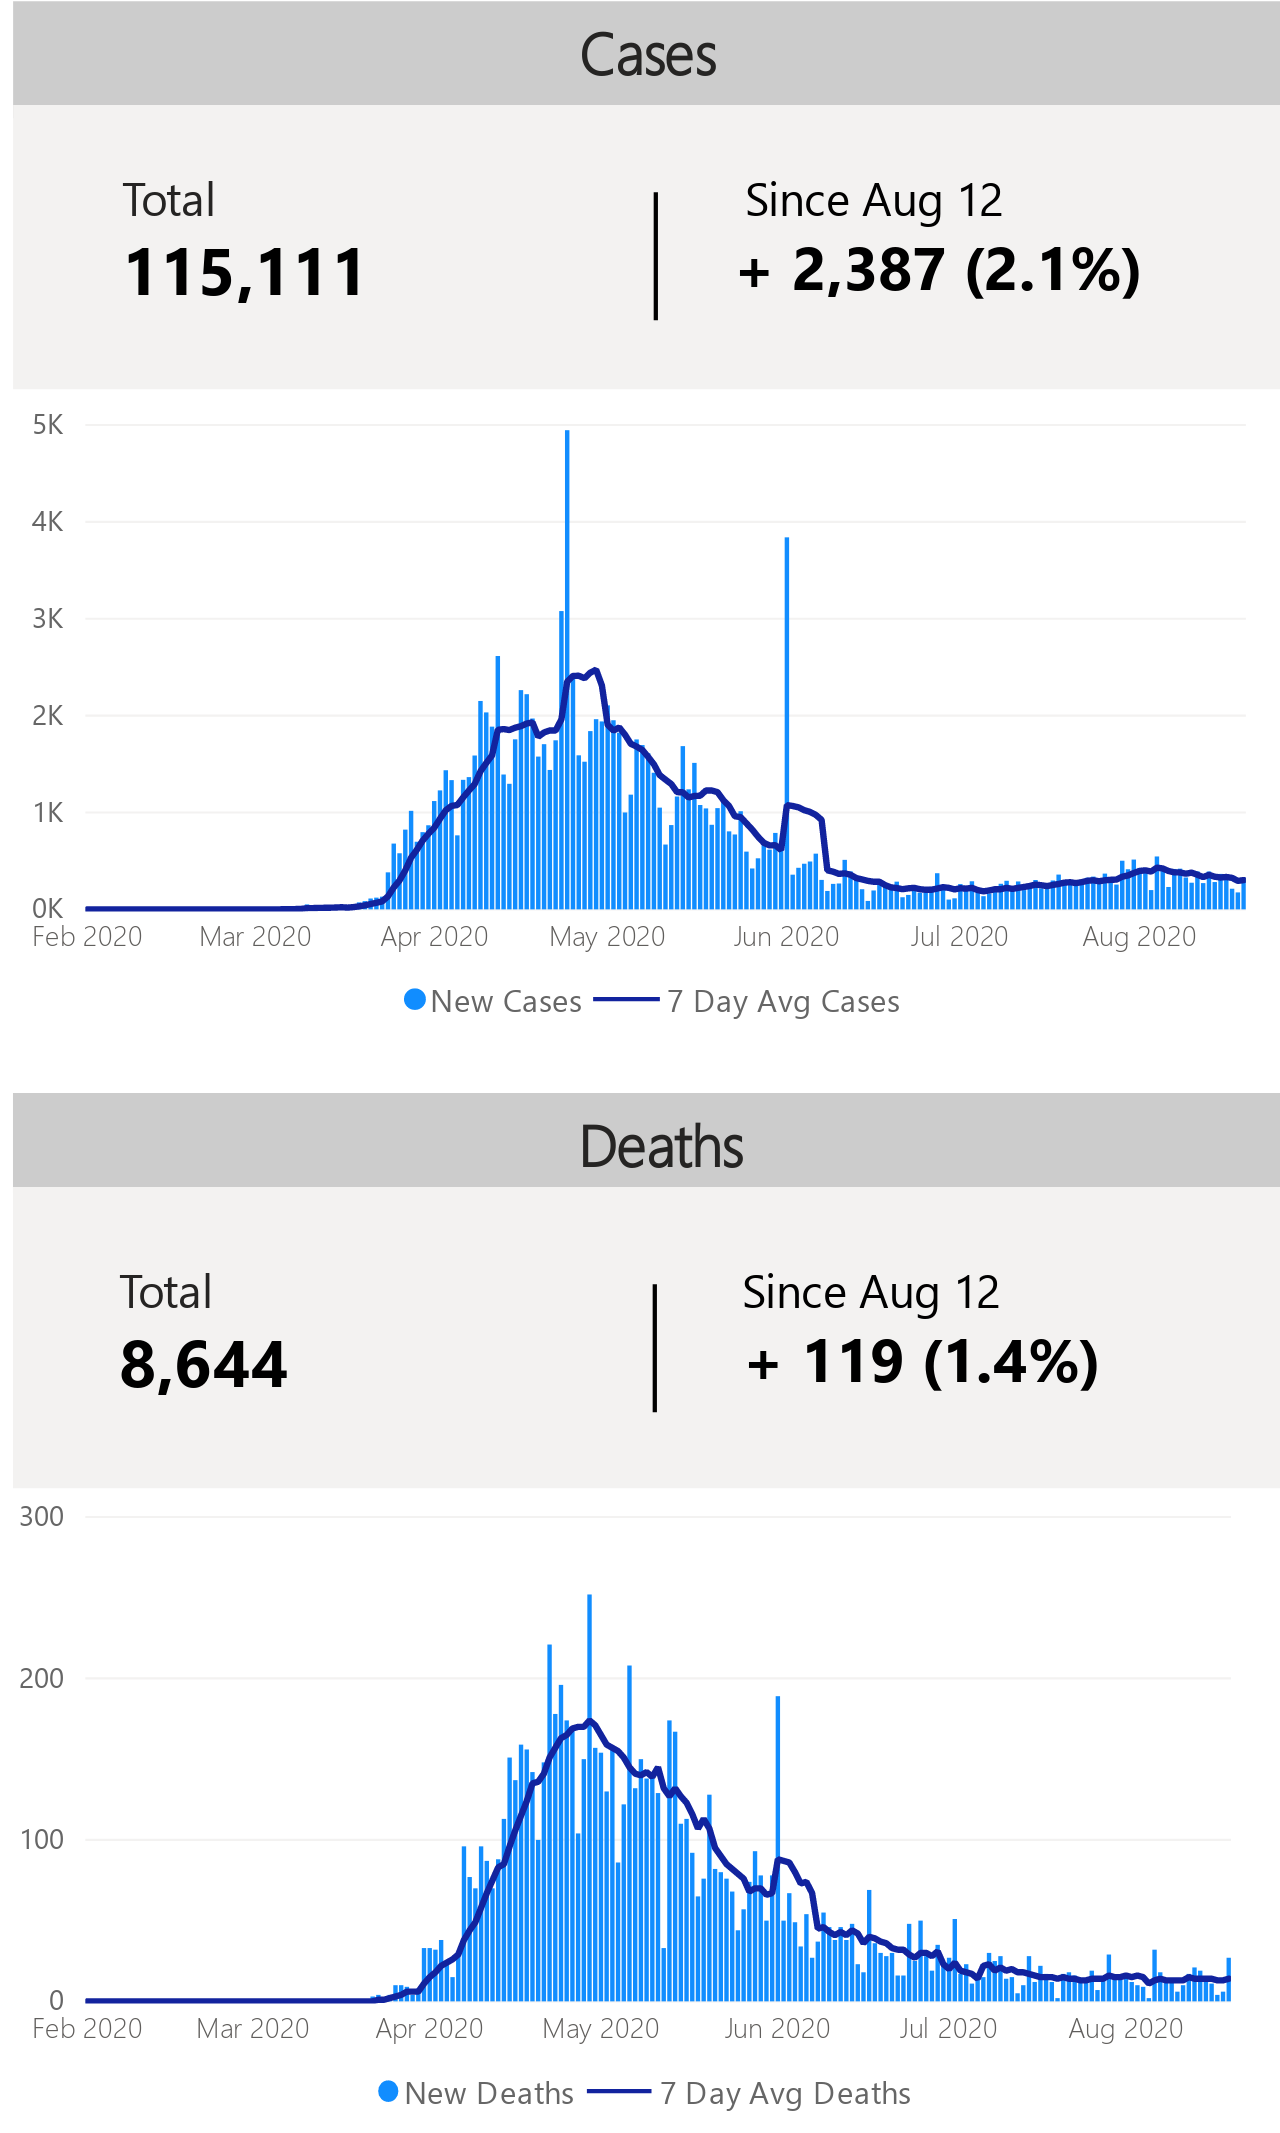 Cases
Total
Since Aug 12
115,111
+ 2,387 (2.1%)
5K
4K
3K
2K
1K
0K
Feb 2020 Mar 2020 Apr 2020 May 2020 Jun 2020 Jul 2020 Aug 2020
New Cases 7 Day Avg Cases
Deaths
Total
Since Aug 12
8,644
+ 119 (1.4%)
300
200
100
0
Feb 2020 Mar 2020 Apr 2020 May 2020 Jun 2020 Jul 2020 Aug 2020
New Deaths 7 Day Avg Deaths